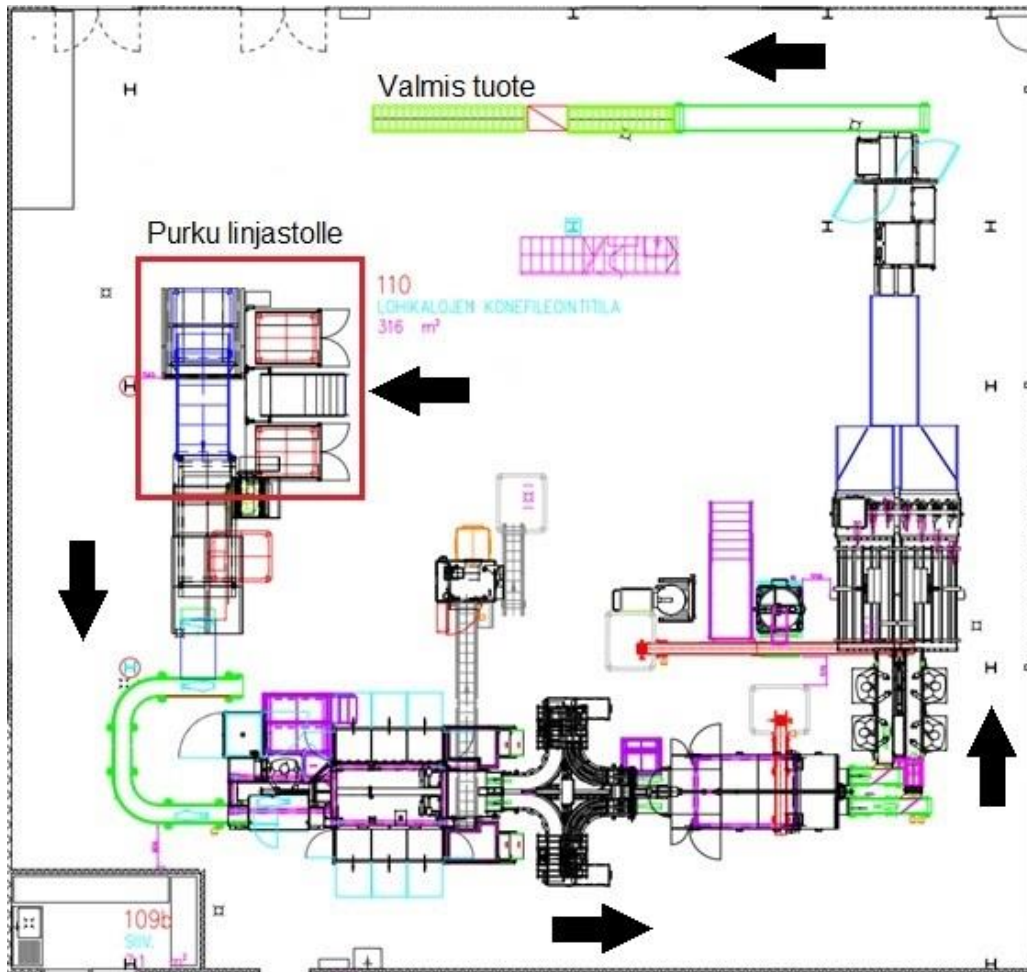 Valmis tuote
Purku linjastolle
110
LOHIKALOJEN KONEFILEOINTITILA
316 m²
109b
SIIV.